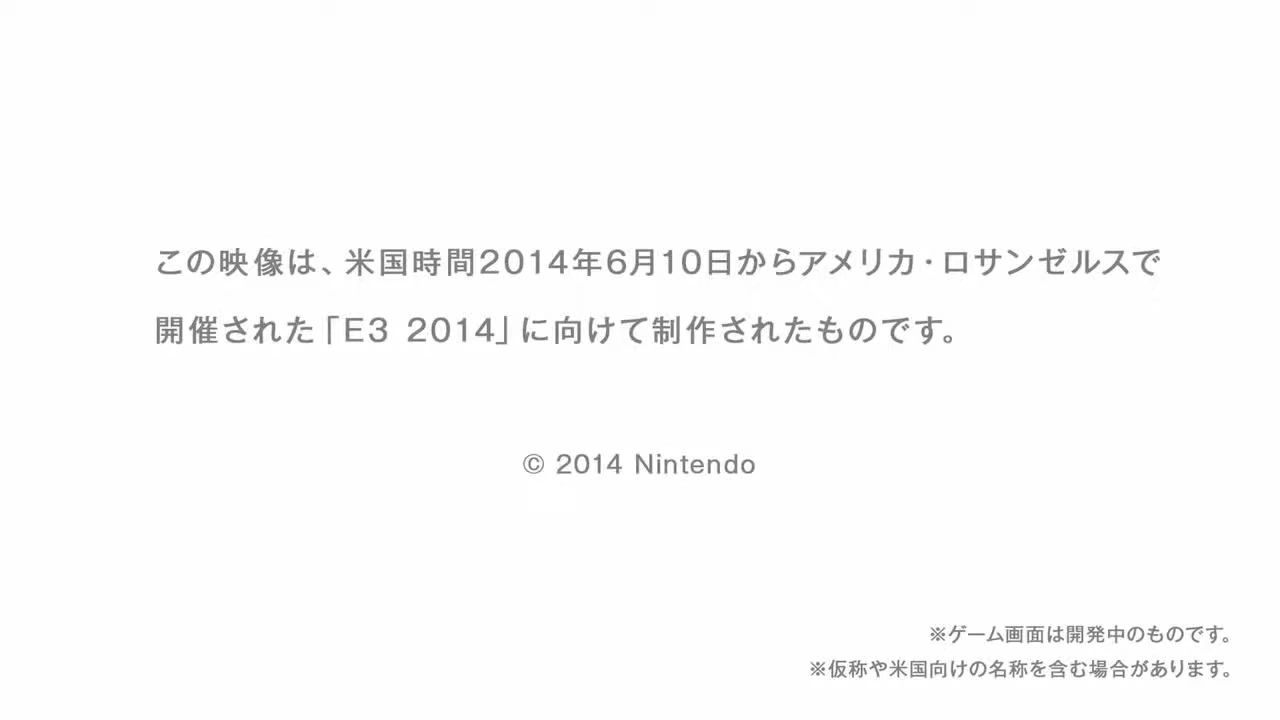 この映像は、米国時間2014年6月10日からアメリカ・ロサンゼルスで
開催された「E3 2014」に向けて制作されたものです。
© 2014 Nintendo
※ゲーム画面は開発中のものです。
※仮称や米国向けの名称を含む場合があります。